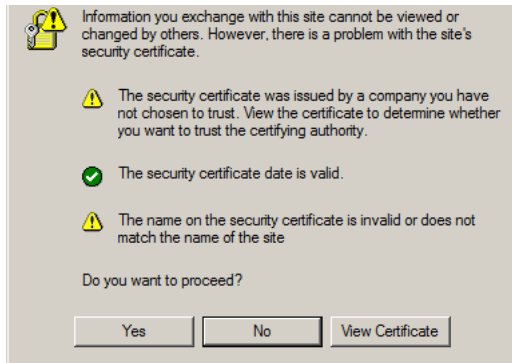 Information you exchange with this site cannot be viewed or
changed by others. However, there is a problem with the site's
security certificate.
The security certificate was issued by a company you have
not chosen to trust. View the certificate to determine whether
you want to trust the certifying authority.
The security certificate date is valid.
The name on the security certificate is invalid or does not
match the name of the site
Do you want to proceed?
Yes No View Certificate